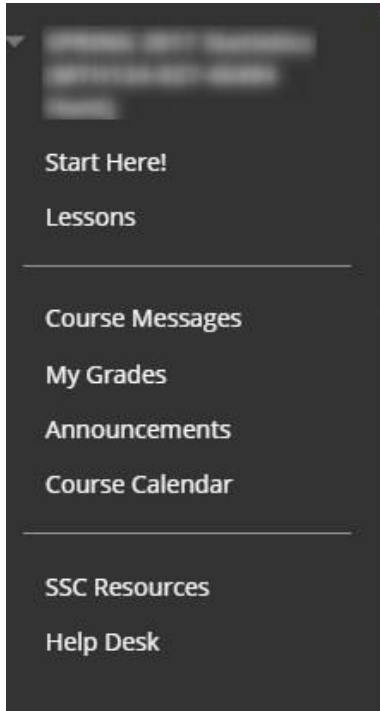 Start Here!
Lessons
Course Messages
My Grades
Announcements
Course Calendar
SSC Resources
Help Desk